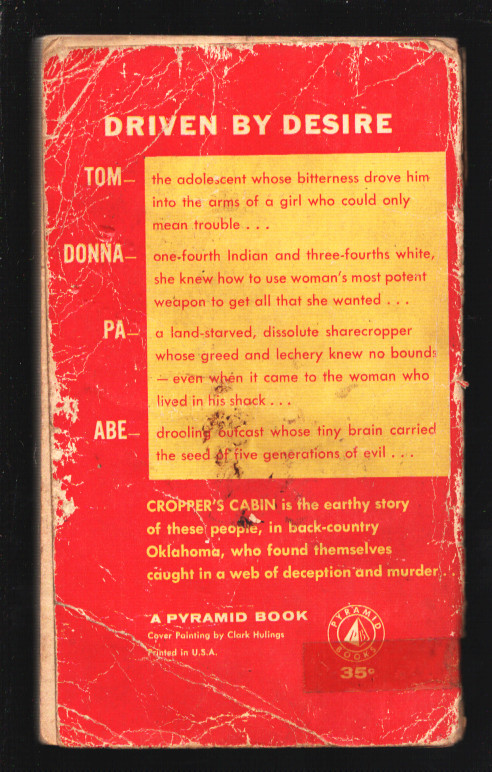 DRIVEN BY DESIRE
TOM— the adolescent whose bitterness drove him
into the arms of a girl who could only
mean trouble . . .
DONNA— one-fourth Indian and three-fourths white,
she knew how to use woman's most potent
weapon to get all that she wanted . . .
PA— a land-starved, dissolute sharecropper
whose greed and lechery knew no bounds
— even when it came to the woman who
lived in his shack . . .
ABE— drooling outcast whose tiny brain carried
the seed of five generations of evil . . .
CROPPER'S CABIN is the earthy story
of these people, in back-country
Oklahoma, who found themselves
caught in a web of deception and murder
A PYRAMID BOOK
Cover Painting by Clark Hulings
Printed in U.S.A.
PYRAMID
BOOKS
35¢